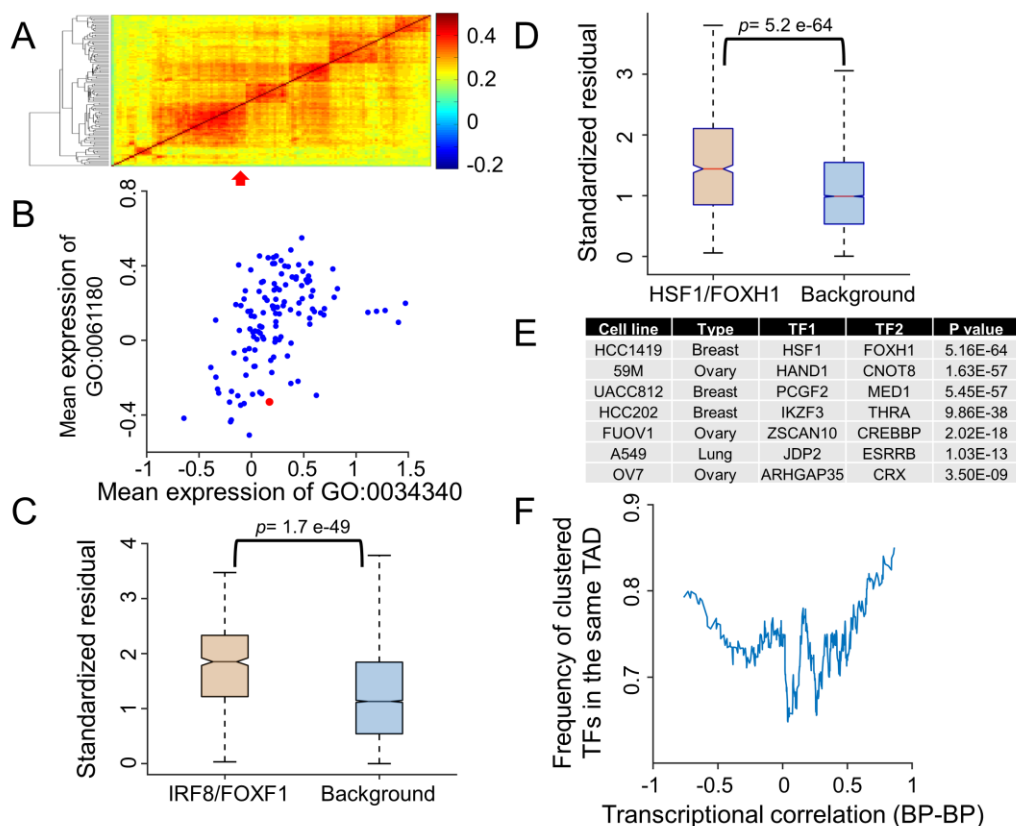 A
0.4
0.2
0
-0.2
B
Mean expression of
GO:0061180
0.8
0.4
0
-0.4
-1
-0.5
0
0.5
1
1.5
Mean expression of GO:0034340
C
p= 1.7 e-49
Standardized residual
4
3
2
1
0
IRF8/FOXF1
Background
D
p= 5.2 e-64
Standardized residual
3
2
1
0
HSF1/FOXH1
Background
E
Cell line Type TF1 TF2 P value
HCC1419 Breast HSF1 FOXH1 5.16E-64
59M Ovary HAND1 CNOT8 1.63E-57
UACC812 Breast PCGF2 MED1 5.45E-57
HCC202 Breast IKZF3 THRA 9.86E-38
FUOV1 Ovary ZSCAN10 CREBBP 2.02E-18
A549 Lung JDP2 ESRRB 1.03E-13
OV7 Ovary ARHGAP35 CRX 3.50E-09
F
Frequency of clustered
TFs in the same TAD
0.9
0.8
0.7
-1
-0.5
0
0.5
1
Transcriptional correlation (BP-BP)